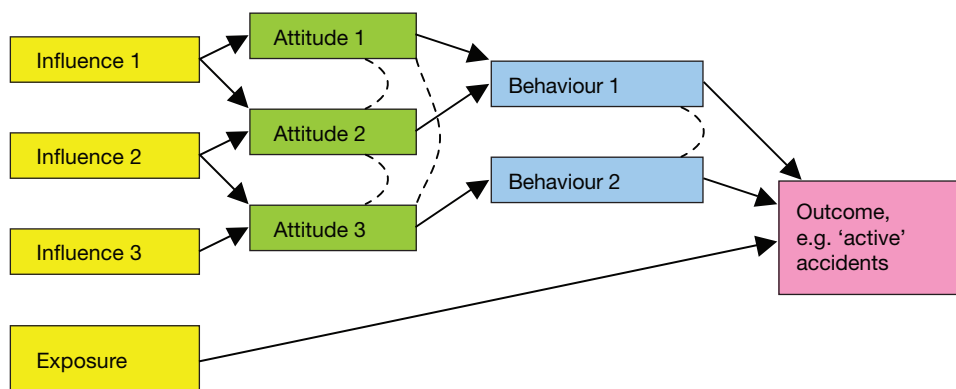 Influence 1
Influence 2
Influence 3
Exposure
Attitude 1
Attitude 2
Attitude 3
Behaviour 1
Behaviour 2
Outcome,
e.g. ‘active’
accidents